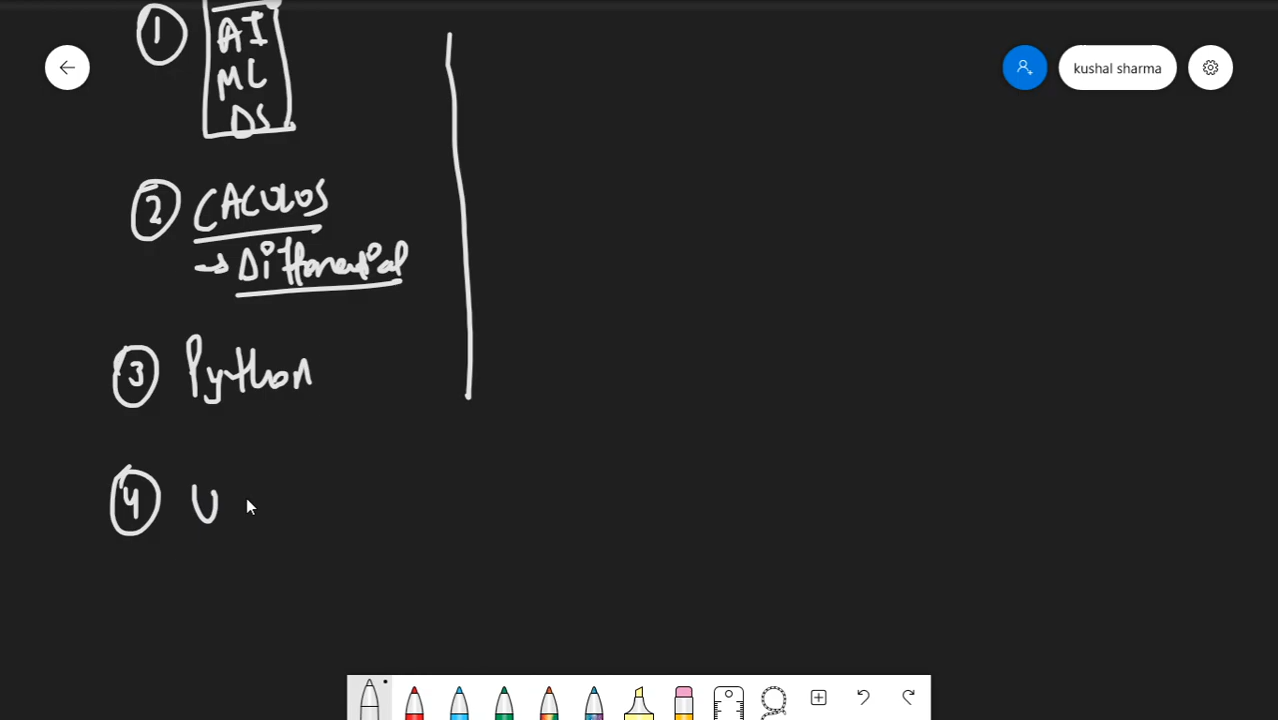 1 AI
ML
DS
2 CACULOS
→ Differential
3 Python
4 U
kushal sharma